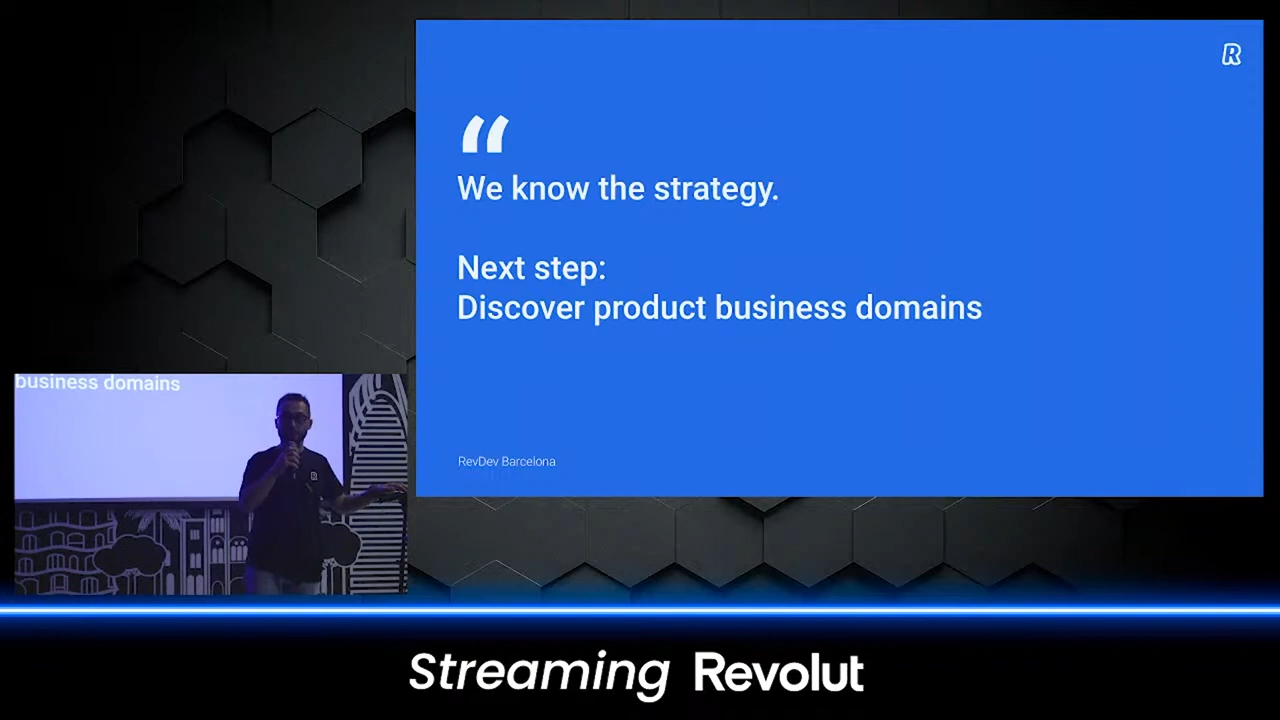 R
“
We know the strategy.
Next step:
Discover product business domains
RevDev Barcelona
business domains
R
Streaming Revolut